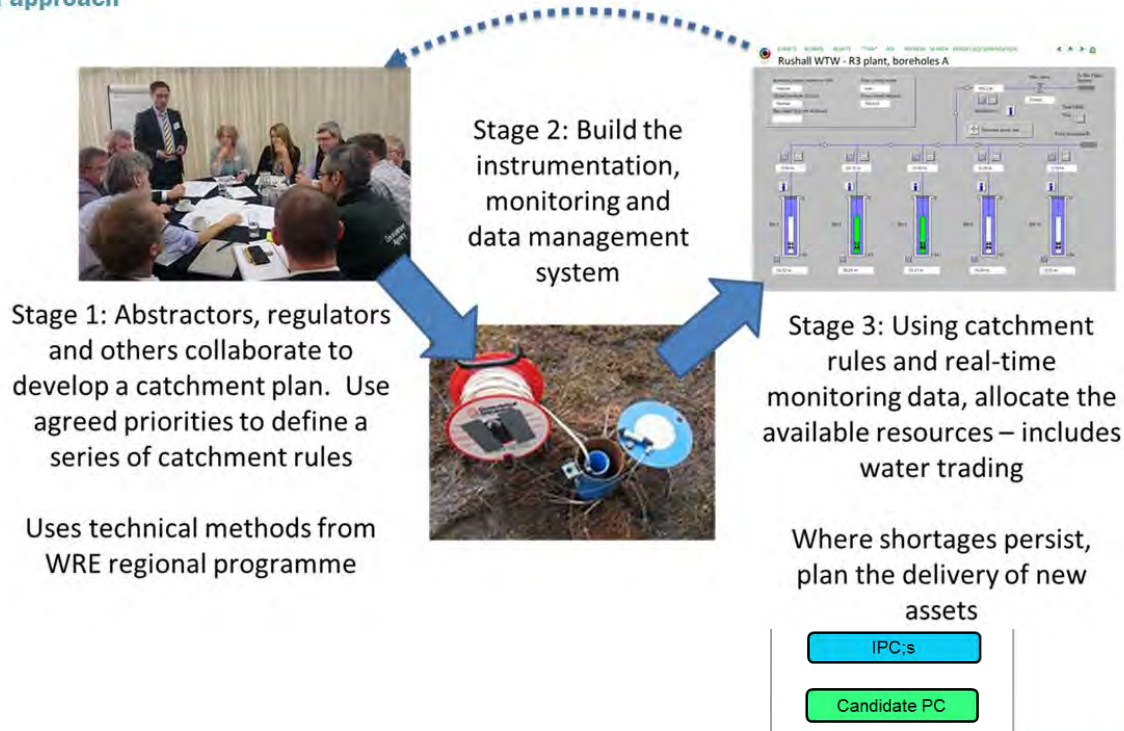 approach
Rushall WTW - R3 plant, boreholes A
Stage 2: Build the
instrumentation,
monitoring and
data management
system
Stage 1: Abstractors, regulators
and others collaborate to
develop a catchment plan.  Use
agreed priorities to define a
series of catchment rules
Uses technical methods from
WRE regional programme
Stage 3: Using catchment
rules and real-time
monitoring data, allocate the
available resources – includes
water trading
Where shortages persist,
plan the delivery of new
assets
IPC;s
Candidate PC